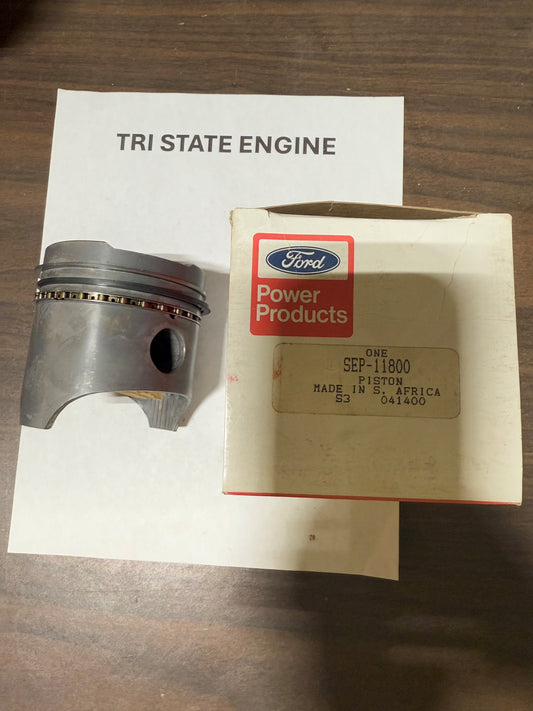 TRI STATE ENGINE
Ford
Power
Products
ONE
SEP-11800
PISTON
MADE IN S. AFRICA
S3 041400